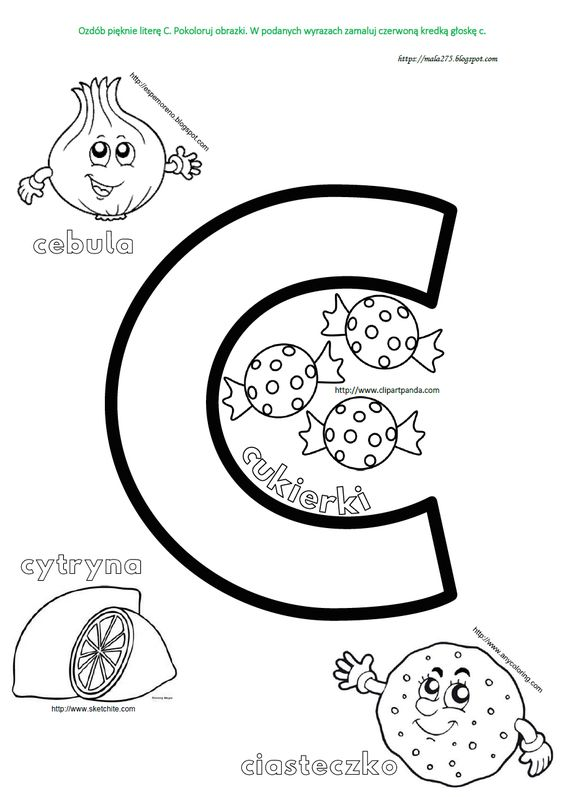 Ozdób pięknie literę C. Pokoloruj obrazki. W podanych wyrazach zamaluj czerwoną kredką głoskę c.
https://mala275.blogspot.com
http://espemoreno.blogspot.com
cebula
http://www.clipartpanda.com
cukierki
C
cytryna
http://www.sketchite.com
http://www.anycoloring.com
ciasteczko